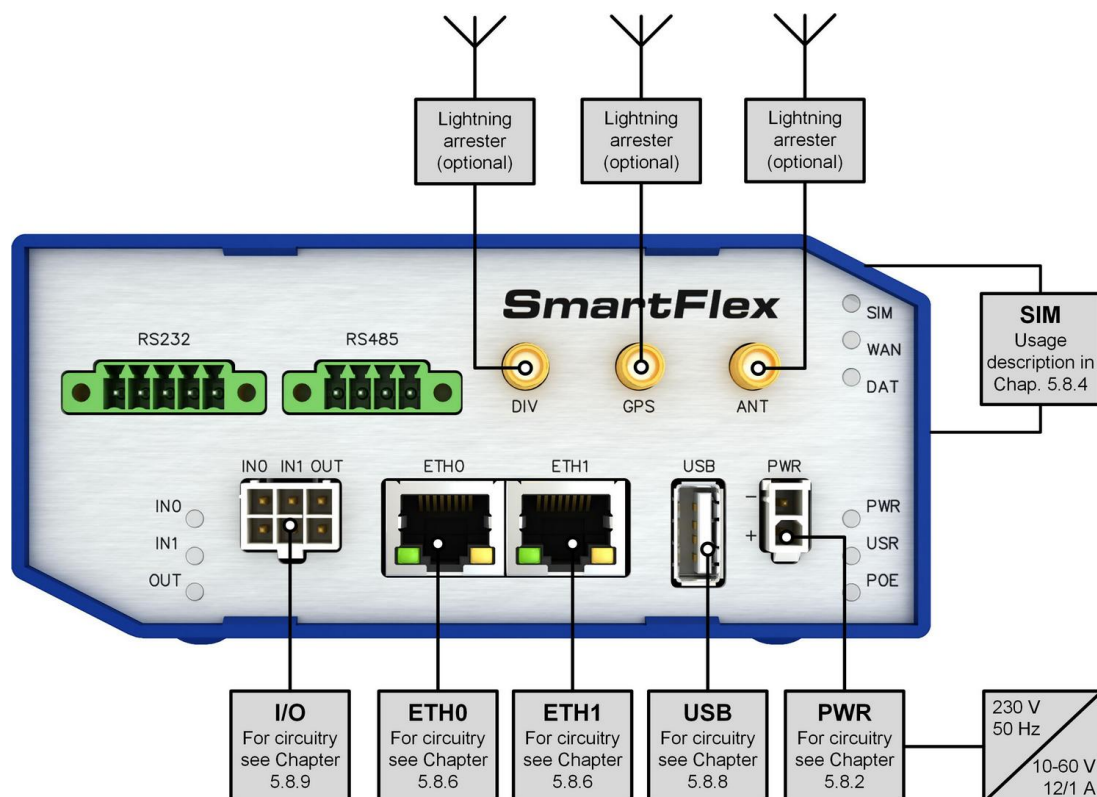 Lightning
arrester
(optional)
Lightning
arrester
(optional)
Lightning
arrester
(optional)
SmartFlex
RS232
RS485
DIV
GPS
ANT
SIM
WAN
DAT
SIM
Usage
description in
Chap. 5.8.4
IN0 IN1 OUT
ETH0
ETH1
USB
PWR
−
+
IN0
IN1
OUT
PWR
USR
POE
I/O
For circuitry
see Chapter
5.8.9
ETH0
For circuitry
see Chapter
5.8.6
ETH1
For circuitry
see Chapter
5.8.6
USB
For circuitry
see Chapter
5.8.8
PWR
For circuitry
see Chapter
5.8.2
230 V
50 Hz
10-60 V
12/1 A